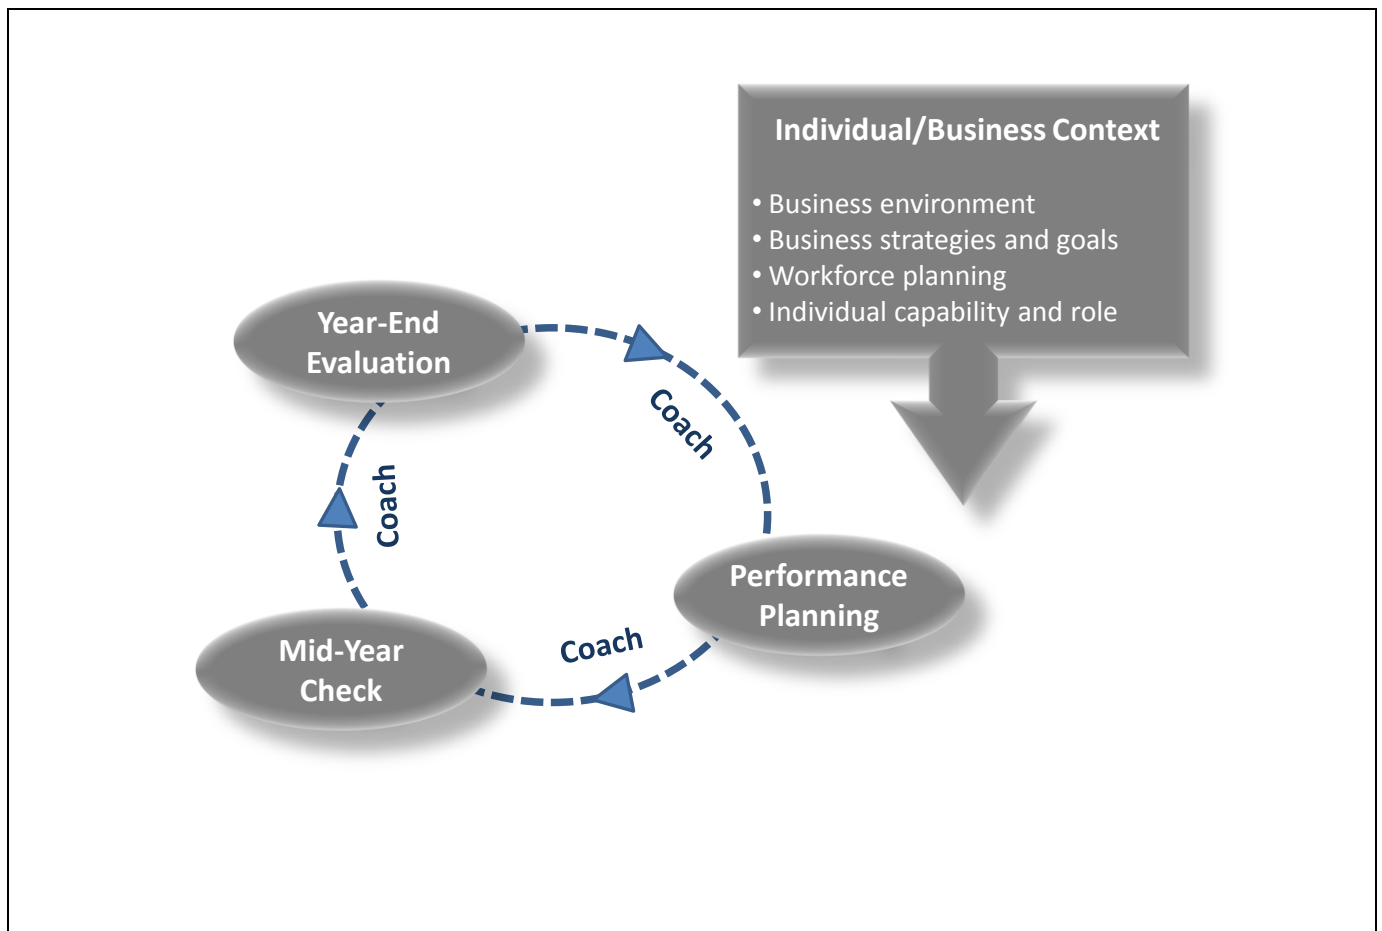 Individual/Business Context
• Business environment
• Business strategies and goals
• Workforce planning
• Individual capability and role
Year-End
Evaluation
Coach
Coach
Performance
Planning
Coach
Mid-Year
Check